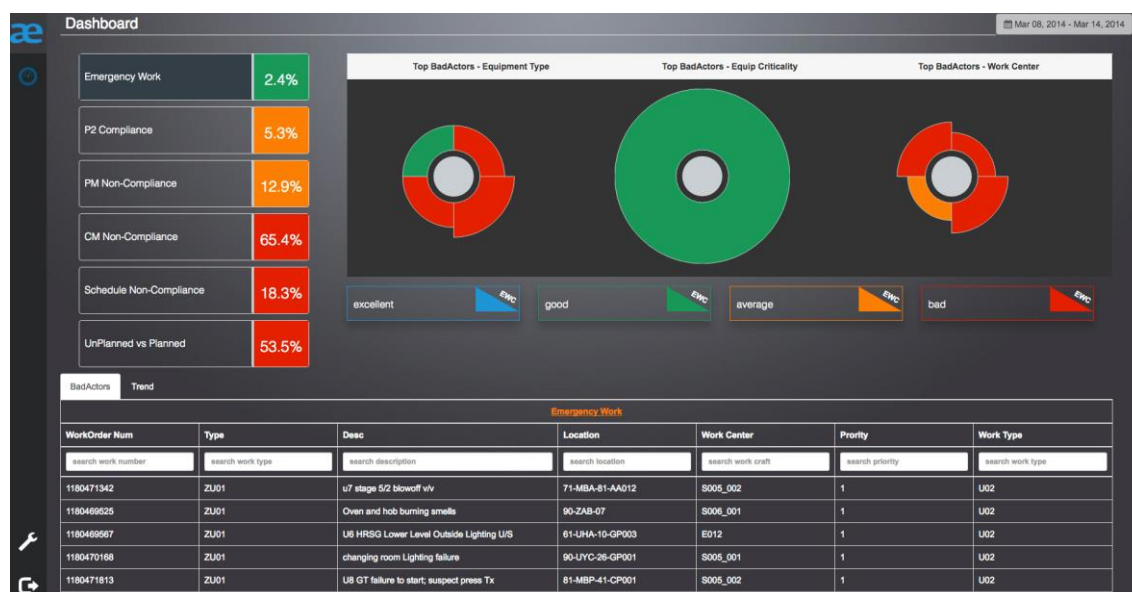 æ
Dashboard
Mar 08, 2014 - Mar 14, 2014
Emergency Work 2.4%
P2 Compliance 5.3%
PM Non-Compliance 12.9%
CM Non-Compliance 65.4%
Schedule Non-Compliance 18.3%
UnPlanned vs Planned 53.5%
Top BadActors - Equipment Type Top BadActors - Equip Criticality Top BadActors - Work Center
excellent EWC good EWC average EWC bad EWC
BadActors Trend
Emergency Work
WorkOrder Num Type Desc Location Work Center Prority Work Type
search work number search work type search description search location search work craft search priority search work type
1180471342 ZU01 u7 stage 5/2 blowoff v/v 71-MBA-81-AA012 S005_002 1 U02
1180469525 ZU01 Oven and hob burning smells 90-ZAB-07 S006_001 1 U02
1180469567 ZU01 U6 HRSG Lower Level Outside Lighting U/S 61-UHA-10-GP003 E012 1 U02
1180470168 ZU01 changing room Lighting failure 90-UYC-26-GP001 S005_001 1 U02
1180471813 ZU01 U8 GT failure to start; suspect press Tx 81-MBP-41-CP001 S005_002 1 U02